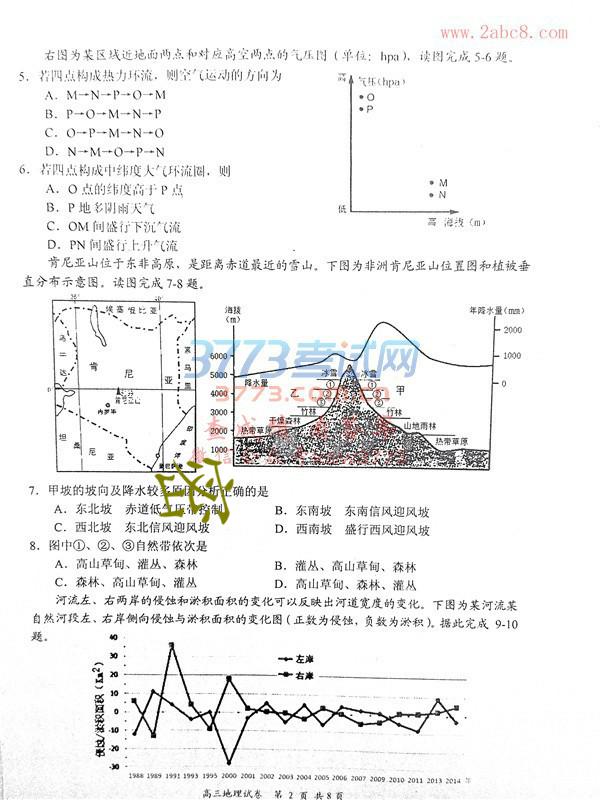 www.2abc8.com
右图为某区域近地面两点和对应高空两点的气压图(单位:hpa),读图完成5-6题。
5.若四点构成热力环流,则空气运动的方向为
A.M→N→P→O→M
B.P→O→M→N→P
C.O→P→M→N→O
D.N→M→O→P→N
高 气压(hpa)
O
P
M
N
低
高 海拔(m)
6.若四点构成中纬度大气环流圈,则
A.O点的纬度高于P点
B.P地多阴雨天气
C.OM间盛行下沉气流
D.PN间盛行上升气流
肯尼亚山位于东非高原,是距离赤道最近的雪山。下图为非洲肯尼亚山位置图和植被垂
直分布示意图。读图完成7-8题。
埃塞俄比亚
乌干达
肯尼亚
索马里
0
内罗毕
坦桑尼亚
印度洋
海拔
(m)
年降水量(mm)
6000
5000
4000
3000
2000
1000
2000
1000
0
降水量
冰雪
冰雪
①
②
③
①
②
③
乙
甲
竹林
竹林
干燥森林
山地雨林
热带草原
热带草原
3773考试网
www.3773.com.cn
7.甲坡的坡向及降水较多原因分析正确的是
A.东北坡 赤道低气压带控制
B.东南坡 东南信风迎风坡
C.西北坡 东北信风迎风坡
D.西南坡 盛行西风迎风坡
8.图中①、②、③自然带依次是
A.高山草甸、灌丛、森林
B.灌丛、高山草甸、森林
C.森林、高山草甸、灌丛
D.高山草甸、森林、灌丛
河流左、右两岸的侵蚀和淤积面积的变化可以反映出河道宽度的变化。下图为某河流某
自然河段左、右岸侧向侵蚀与淤积面积的变化图(正数为侵蚀,负数为淤积)。据此完成 9-10
题。
侵蚀/淤积面积(Km²)
40
30
20
10
0
-10
-20
-30
左岸
右岸
1988 1989 1991 1993 1994 2000 2002 2003 2004 2005 2006 2007 2008 2009 2010 2011 2013 2014 年
高三地理试卷 第 2 页 共 8 页